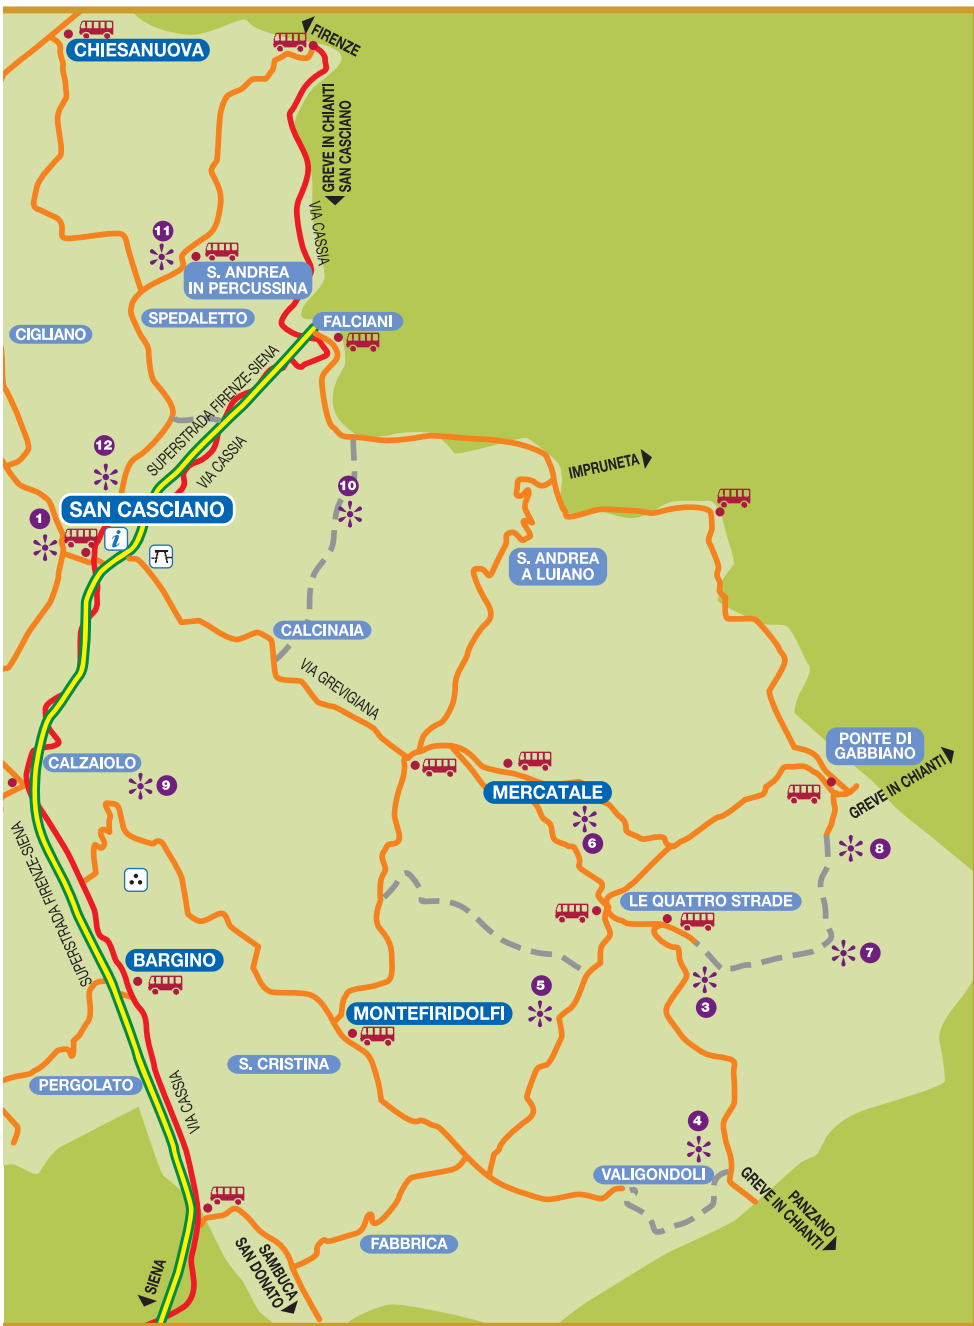 FIRENZE
CHIESANUOVA
GREVE IN CHIANTI
SAN CASCIANO
VIA CASSIA
11
S. ANDREA
IN PERCUSSINA
SPEDALETTO
FALCIANI
CIGLIANO
SUPERSTRADA FIRENZE-SIENA
VIA CASSIA
12
IMPRUNETA
10
SAN CASCIANO
1
i
S. ANDREA
A LUIANO
CALCINAIA
VIA GREVIGIANA
PONTE DI
GABBIANO
GREVE IN CHIANTI
CALZAIOLO
9
MERCATALE
6
8
SUPERSTRADA FIRENZE-SIENA
LE QUATTRO STRADE
7
BARGINO
5
3
MONTEFIRIDOLFI
S. CRISTINA
PERGOLATO
VIA CASSIA
4
VALIGONDOLI
PANZANO
GREVE IN CHIANTI
FABBRICA
SAMBUCA
SAN DONATO
SIENA